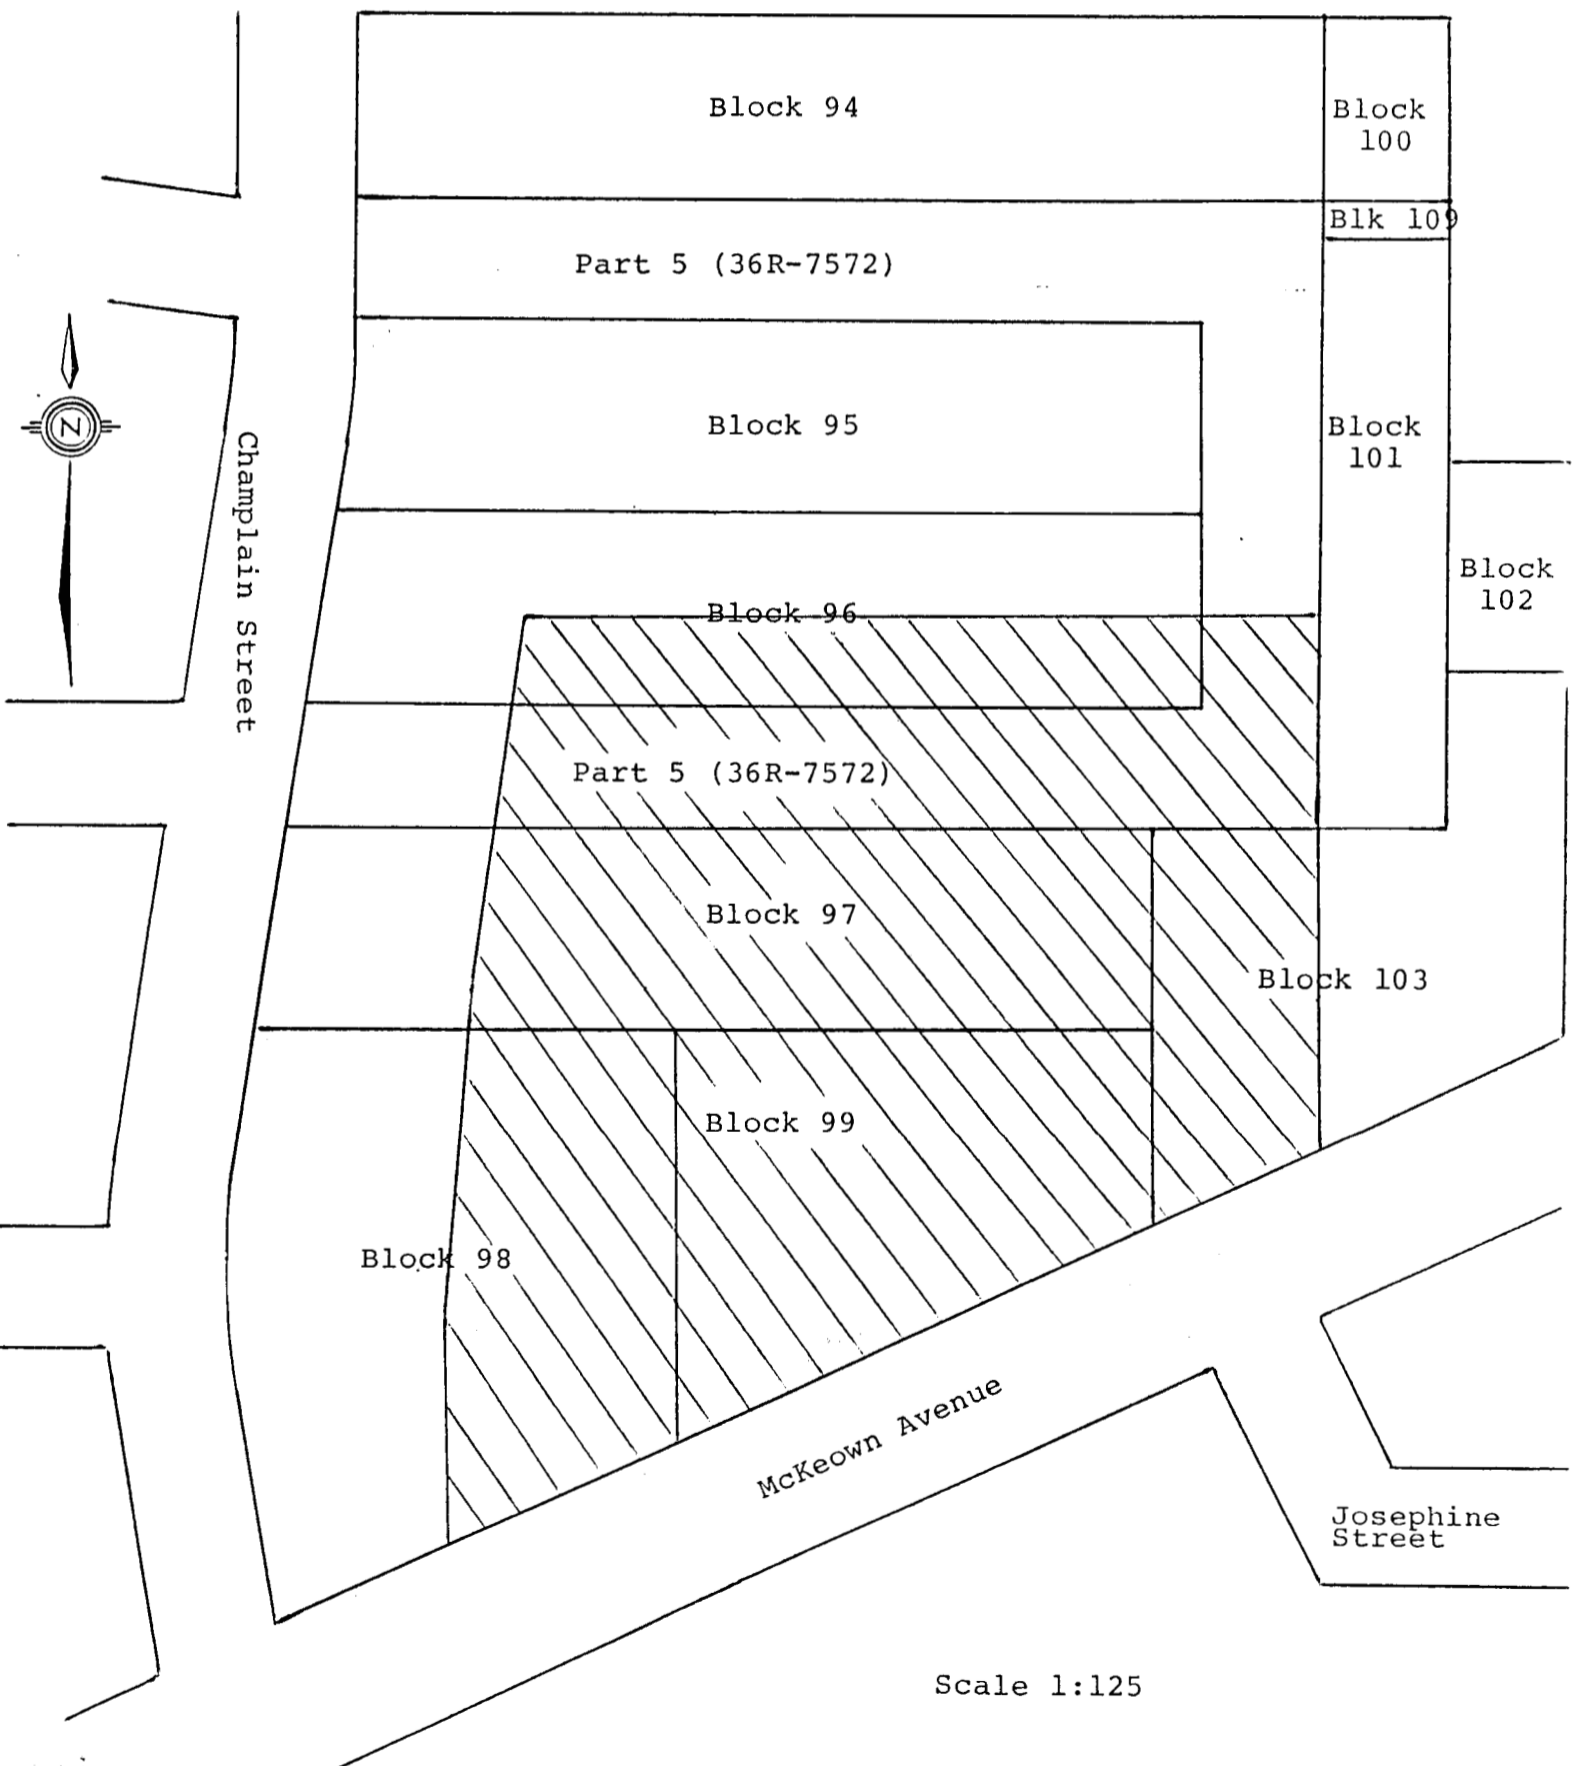 Block 94
Block
100
Blk 109
Part 5 (36R-7572)
N
Champlain Street
Block 95
Block
101
Block
102
Block 96
Part 5 (36R-7572)
Block 97
Block 103
Block 99
Block 98
McKeown Avenue
Josephine
Street
Scale 1:125